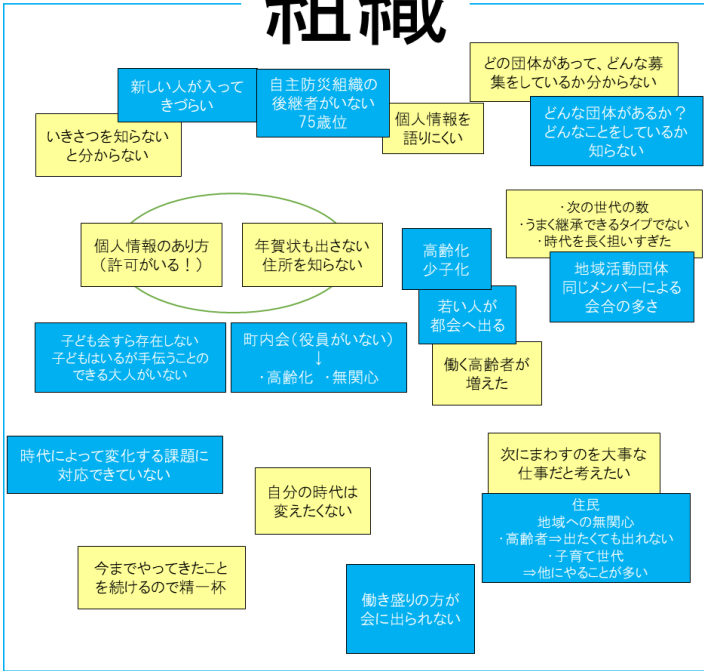 組織
どの団体があって、どんな募
集をしているか分からない
新しい人が入って
きづらい
自主防災組織の
後継者がいない
75歳位
個人情報を
語りにくい
どんな団体があるか？
どんなことをしているか
知らない
いきさつを知らない
と分からない
個人情報のあり方
（許可がいる！）
年賀状も出さない
住所を知らない
高齢化
少子化
・次の世代の数
・うまく継承できるタイプでない
・時代を長く担いすぎた
地域活動団体
同じメンバーによる
会合の多さ
若い人が
都会へ出る
子ども会すら存在しない
子どもはいるが手伝うことの
できる大人がいない
町内会（役員がいない）
↓
・高齢化 ・無関心
働く高齢者が
増えた
時代によって変化する課題に
対応できていない
自分の時代は
変えたくない
次にまわすのを大事な
仕事だと考えたい
住民
地域への無関心
・高齢者⇒出たくても出れない
・子育て世代
⇒他にやることが多い
今までやってきたこと
を続けるので精一杯
働き盛りの方が
会に出られない